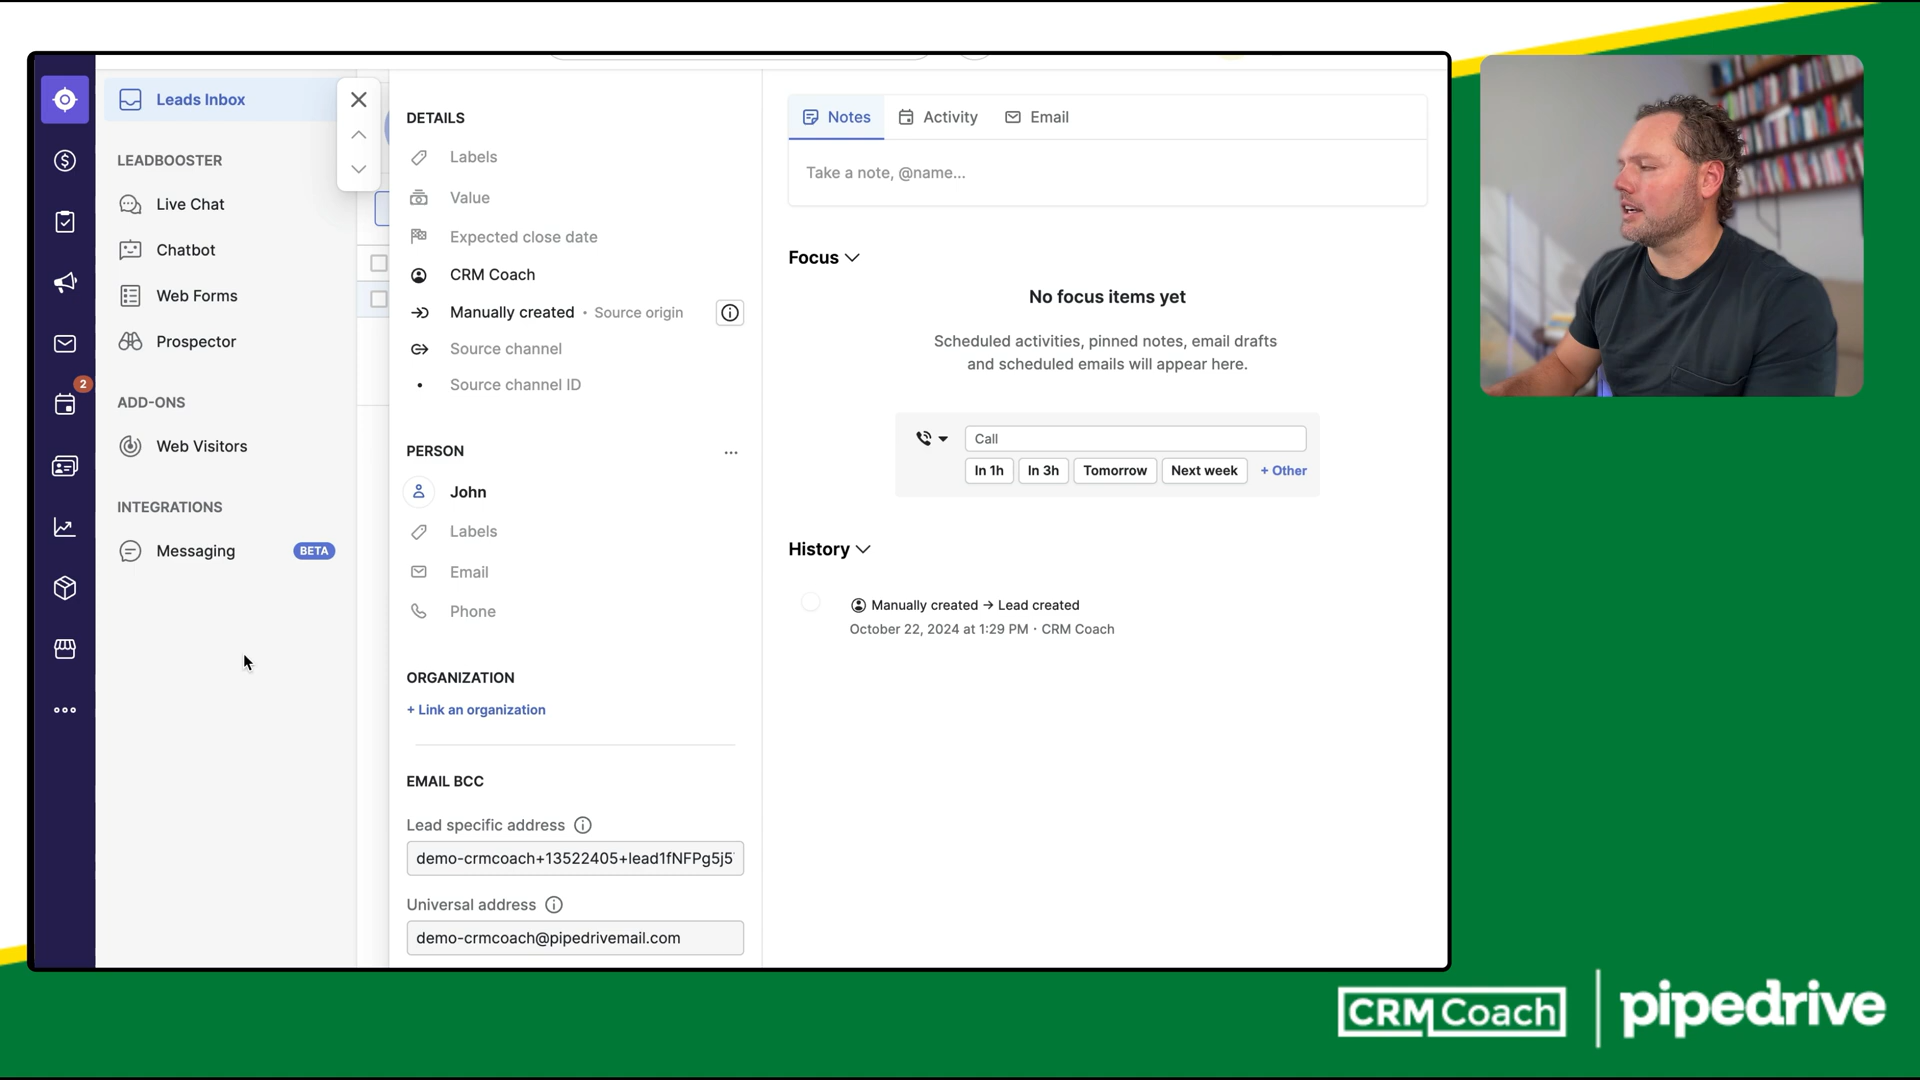 Leads Inbox
LEADBOOSTER
Live Chat
Chatbot
Web Forms
Prospector
ADD-ONS
Web Visitors
INTEGRATIONS
Messaging BETA
2
DETAILS
Labels
Value
Expected close date
CRM Coach
Manually created • Source origin
Source channel
Source channel ID
PERSON
John
Labels
Email
Phone
ORGANIZATION
+ Link an organization
EMAIL BCC
Lead specific address
demo-crmcoach+13522405+lead1fNFPg5j5
Universal address
demo-crmcoach@pipedrivemail.com
Notes Activity Email
Take a note, @name...
Focus
No focus items yet
Scheduled activities, pinned notes, email drafts
and scheduled emails will appear here.
Call
In 1h In 3h Tomorrow Next week + Other
History
Manually created → Lead created
October 22, 2024 at 1:29 PM · CRM Coach
CRM Coach | pipedrive